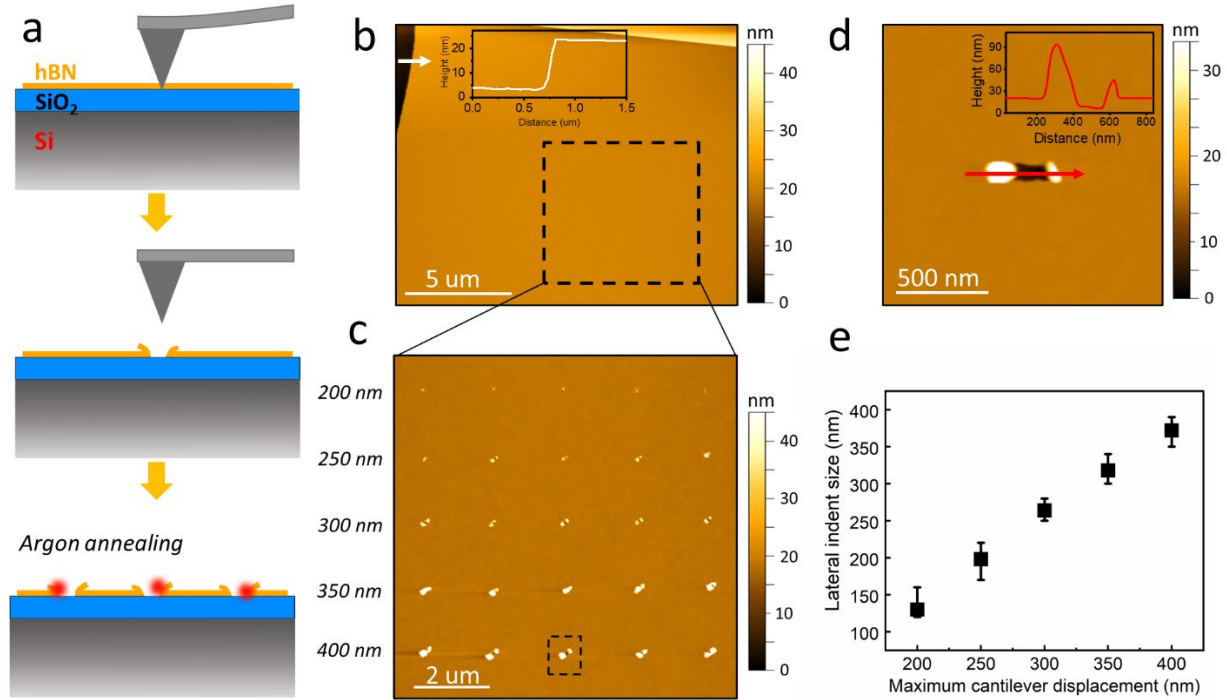 a
hBN
SiO₂
Si
Argon annealing
b
Height (nm)
20
10
0
0.0 0.5 1.0 1.5
Distance (um)
5 um
nm
40
30
20
10
0
c
200 nm
250 nm
300 nm
350 nm
400 nm
2 um
nm
40
30
20
10
0
d
Height (nm)
90
60
30
0
200 400 600 800
Distance (nm)
500 nm
nm
30
20
10
0
e
Lateral indent size (nm)
400
350
300
250
200
150
100
200 250 300 350 400
Maximum cantilever displacement (nm)